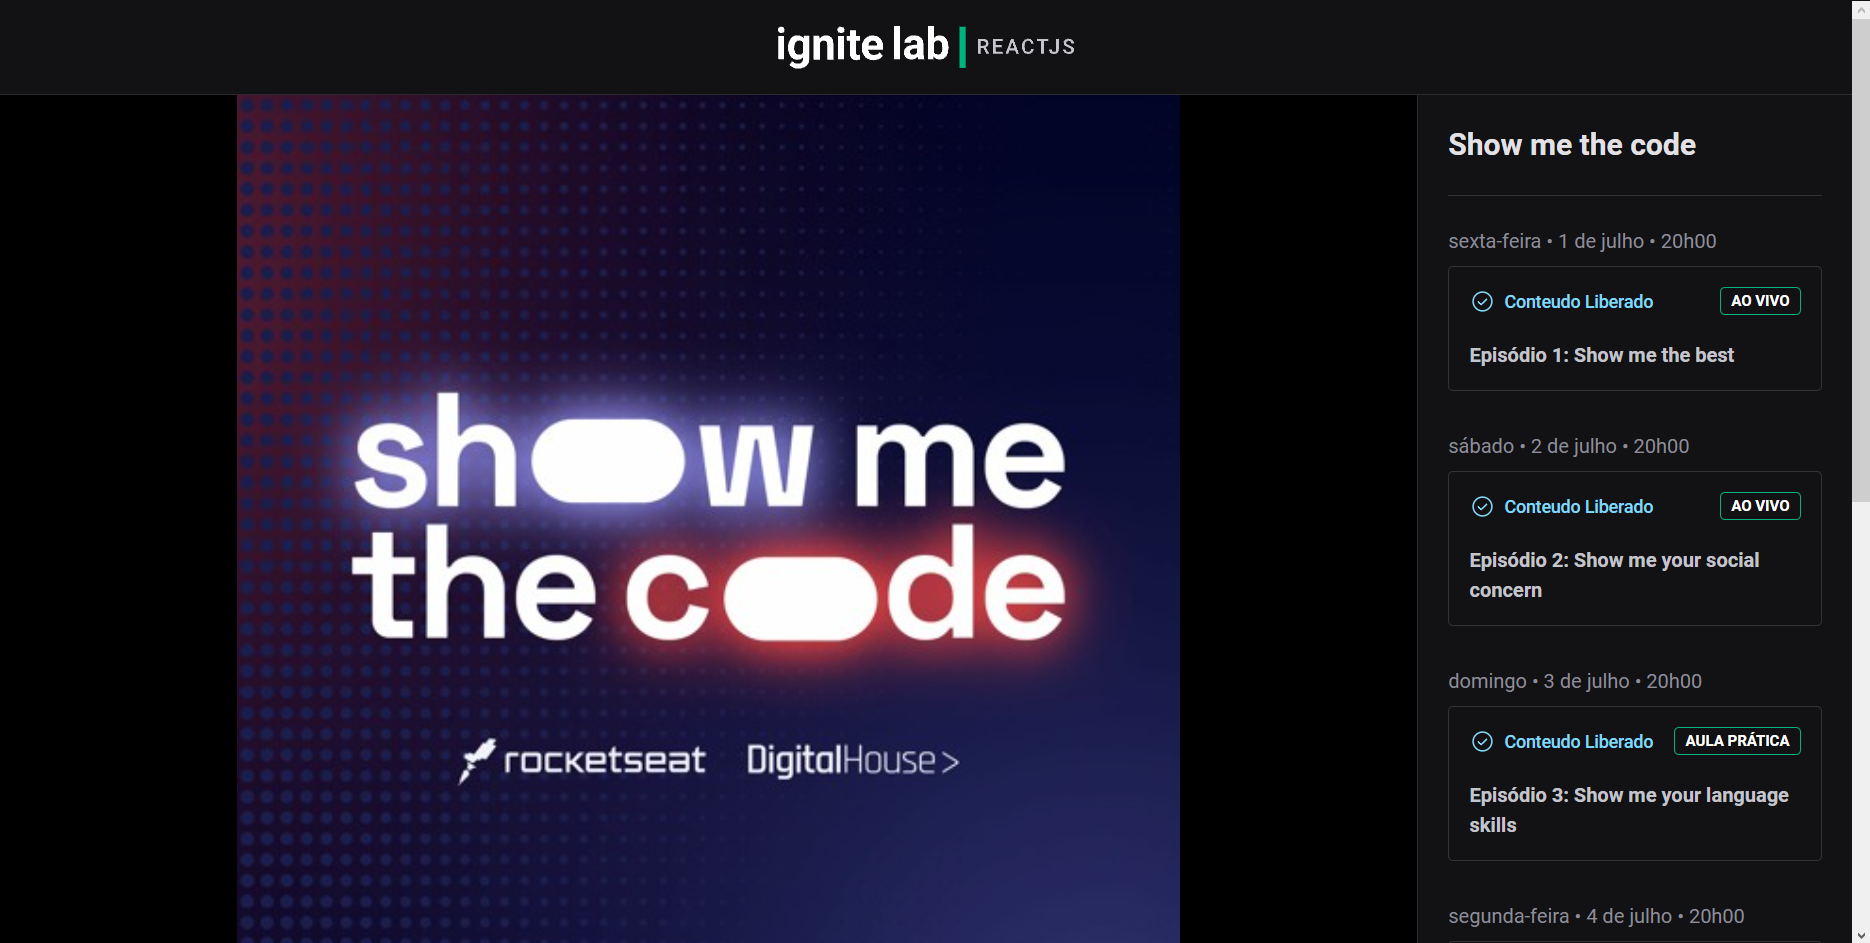 ignite lab REACTJS
show me
the code
rocketseat DigitalHouse>
Show me the code
sexta-feira • 1 de julho • 20h00
Conteudo Liberado AO VIVO
Episódio 1: Show me the best
sábado • 2 de julho • 20h00
Conteudo Liberado AO VIVO
Episódio 2: Show me your social
concern
domingo • 3 de julho • 20h00
Conteudo Liberado AULA PRÁTICA
Episódio 3: Show me your language
skills
segunda-feira • 4 de julho • 20h00